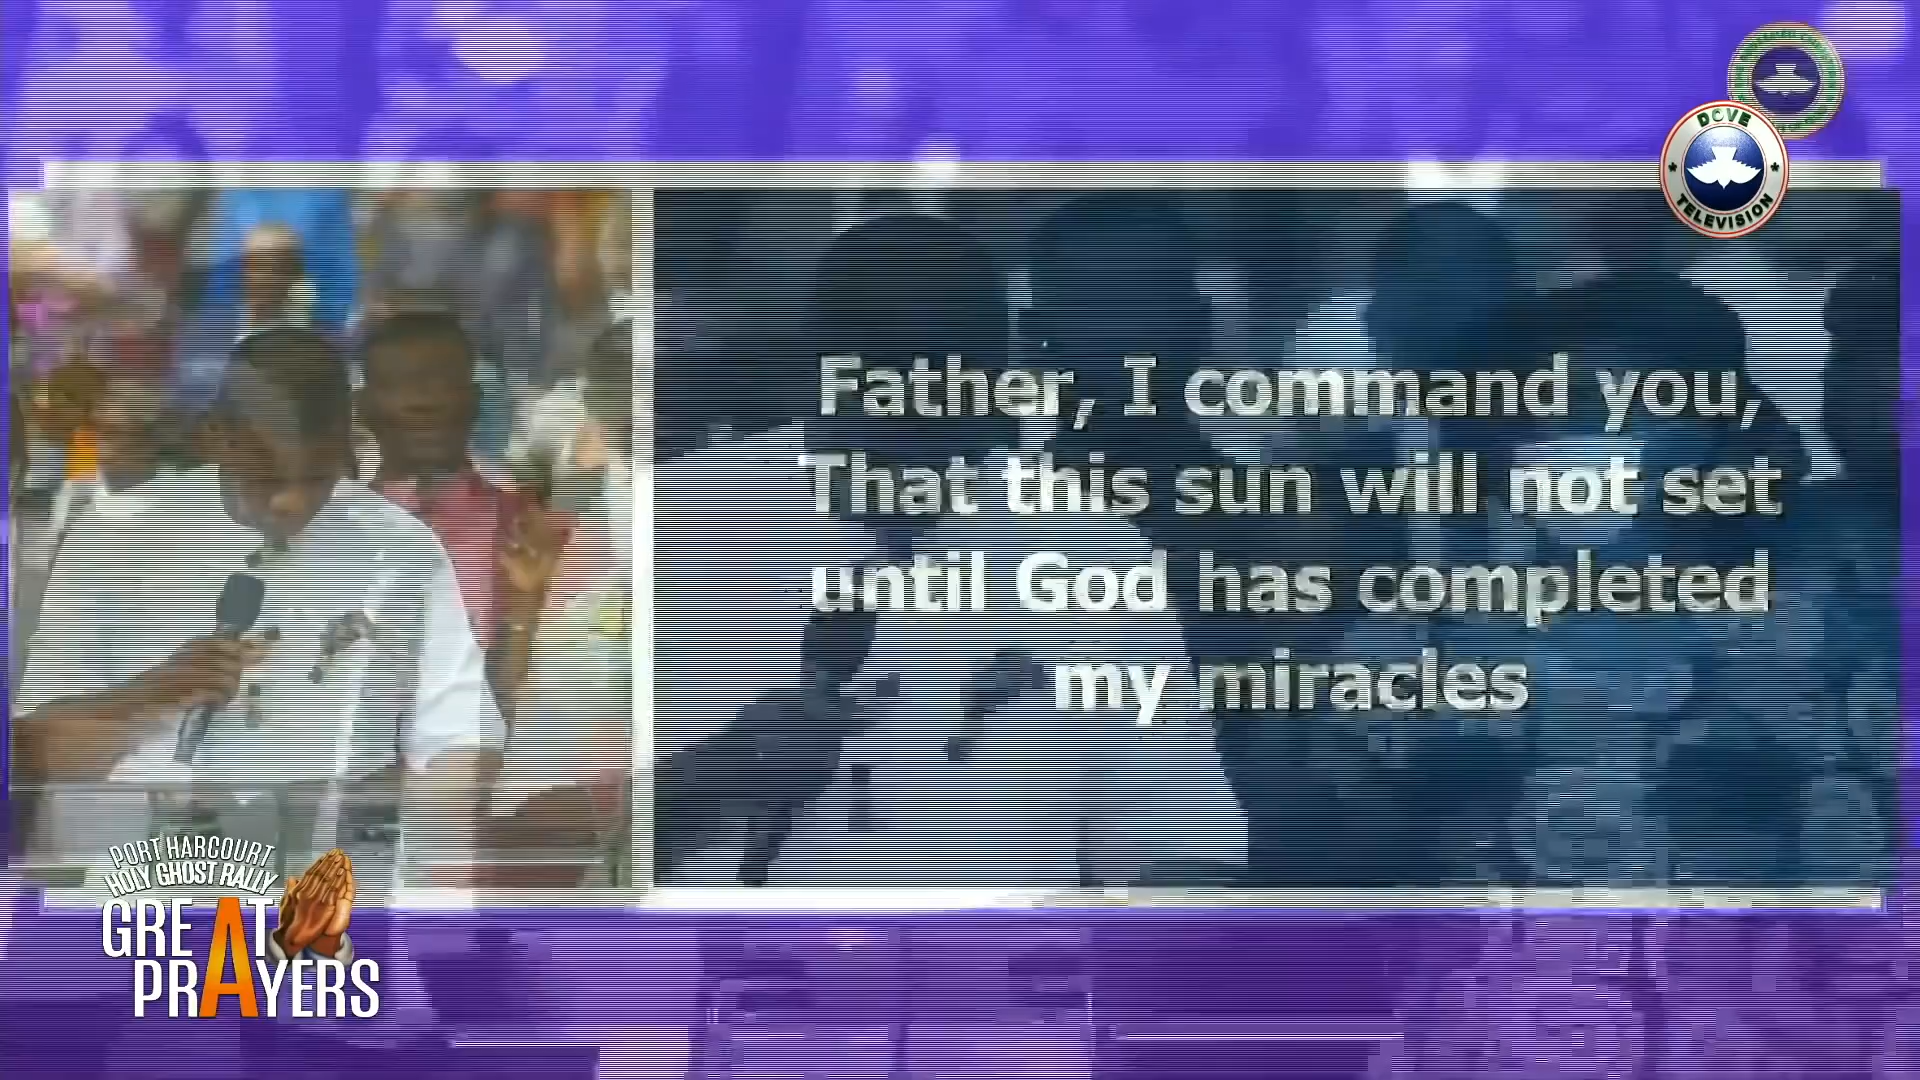 DOVE
TELEVISION
Father, I command you,
That this sun will not set
until God has completed
my miracles
PORT HARCOURT
HOLY GHOST RALLY
GREAT
PRAYERS